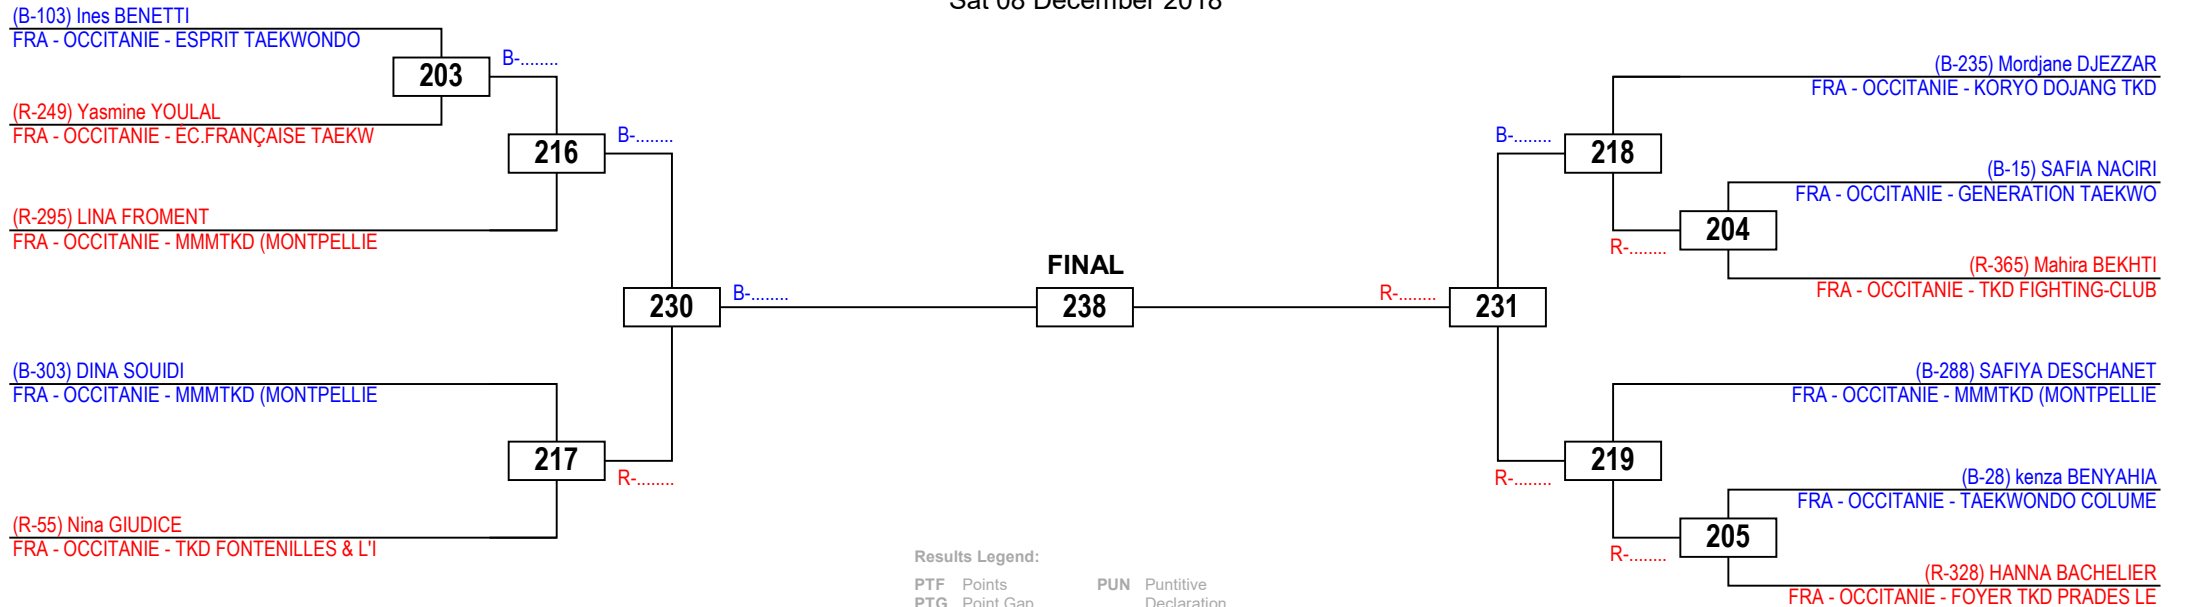 Sat 08 December 2018
(B-103) Ines BENETTI
FRA - OCCITANIE - ESPRIT TAEKWONDO
203
B-........
(R-249) Yasmine YOULAL
FRA - OCCITANIE - ÉC.FRANÇAISE TAEKW
216
B-........
(R-295) LINA FROMENT
FRA - OCCITANIE - MMMTKD (MONTPELLIE
230
B-........
(B-303) DINA SOUIDI
FRA - OCCITANIE - MMMTKD (MONTPELLIE
217
R-........
(R-55) Nina GIUDICE
FRA - OCCITANIE - TKD FONTENILLES & L'I
FINAL
238
(B-235) Mordjane DJEZZAR
FRA - OCCITANIE - KORYO DOJANG TKD
B-........
218
(B-15) SAFIA NACIRI
FRA - OCCITANIE - GENERATION TAEKWO
204
R-........
(R-365) Mahira BEKHTI
FRA - OCCITANIE - TKD FIGHTING-CLUB
R-........
231
(B-288) SAFIYA DESCHANET
FRA - OCCITANIE - MMMTKD (MONTPELLIE
219
R-........
(B-28) kenza BENYAHIA
FRA - OCCITANIE - TAEKWONDO COLUME
205
R-........
(R-328) HANNA BACHELIER
FRA - OCCITANIE - FOYER TKD PRADES LE
Results Legend:
PTF Points PUN Puntitive
PTG Point Gap Declaration